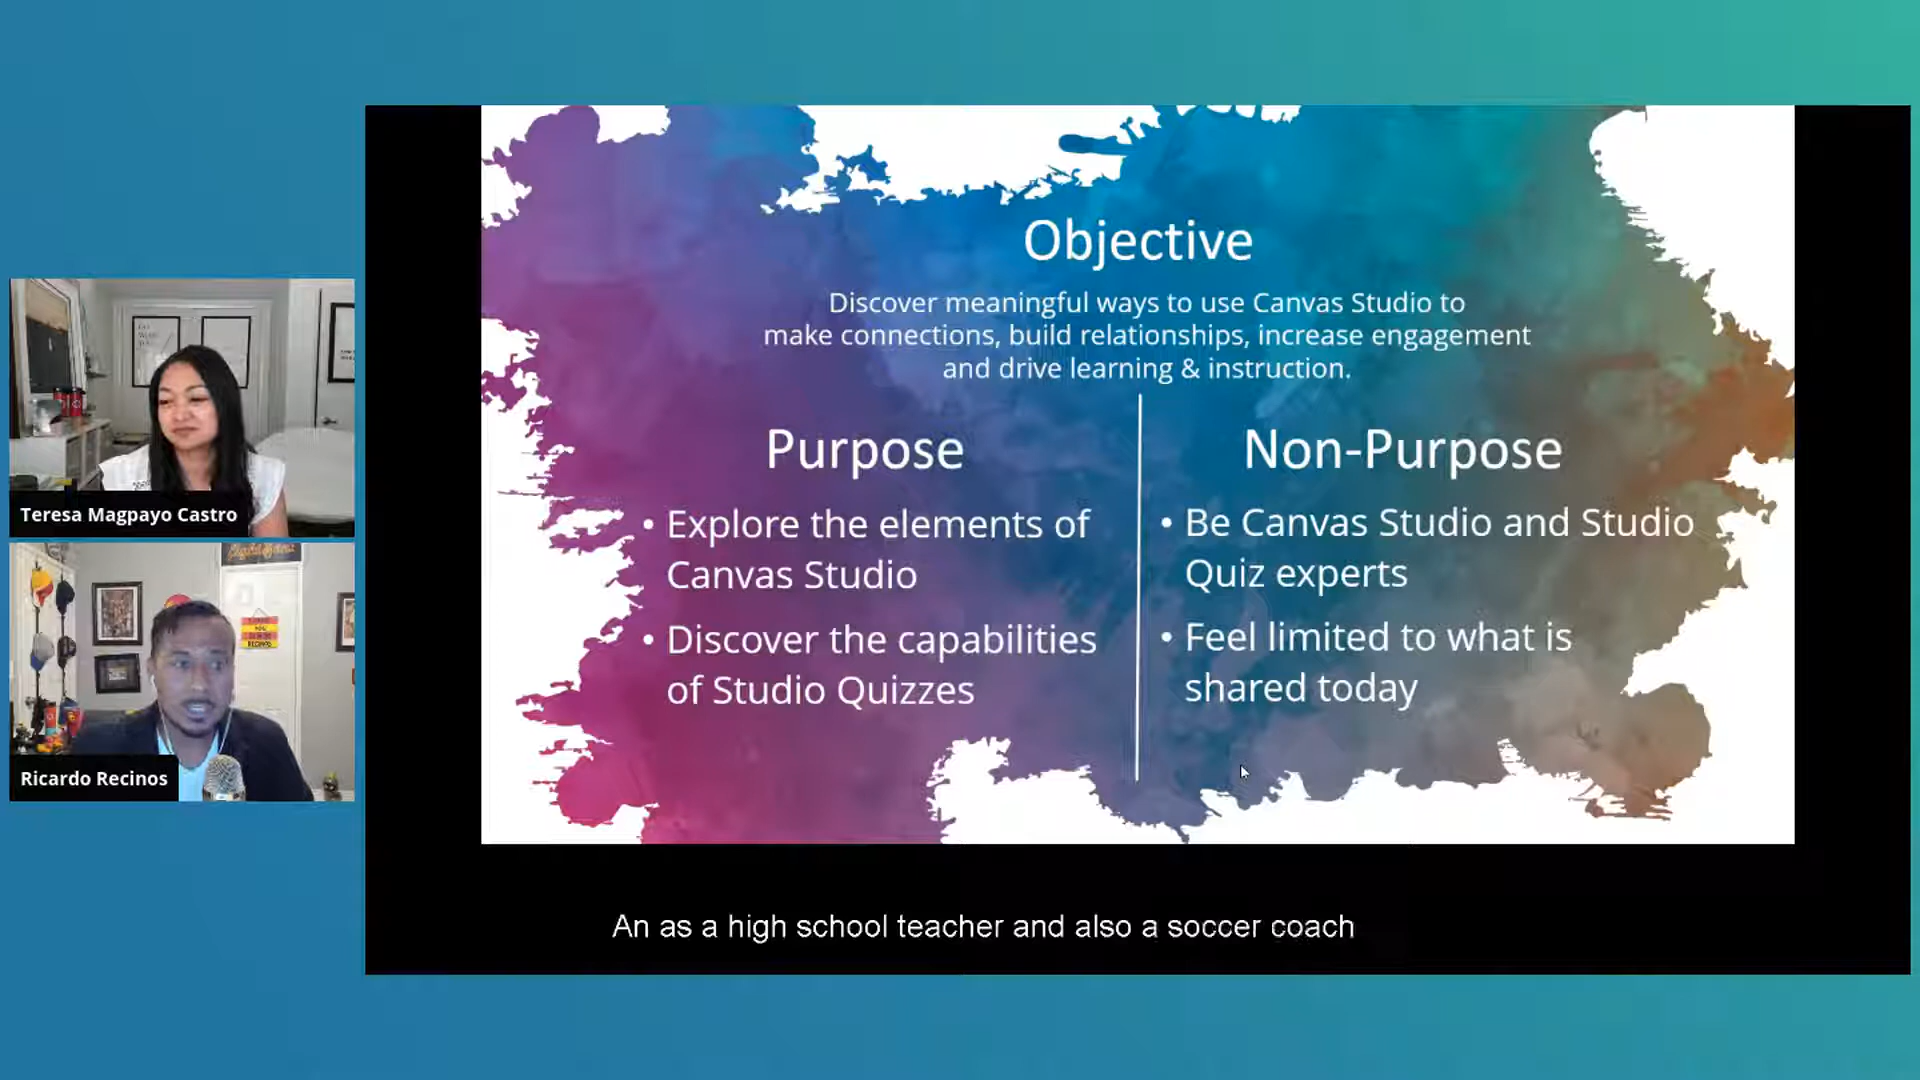 Objective
Discover meaningful ways to use Canvas Studio to
make connections, build relationships, increase engagement
and drive learning & instruction.
Purpose
• Explore the elements of
Canvas Studio
• Discover the capabilities
of Studio Quizzes
Non-Purpose
• Be Canvas Studio and Studio
Quiz experts
• Feel limited to what is
shared today
Teresa Magpayo Castro
Ricardo Recinos
An as a high school teacher and also a soccer coach